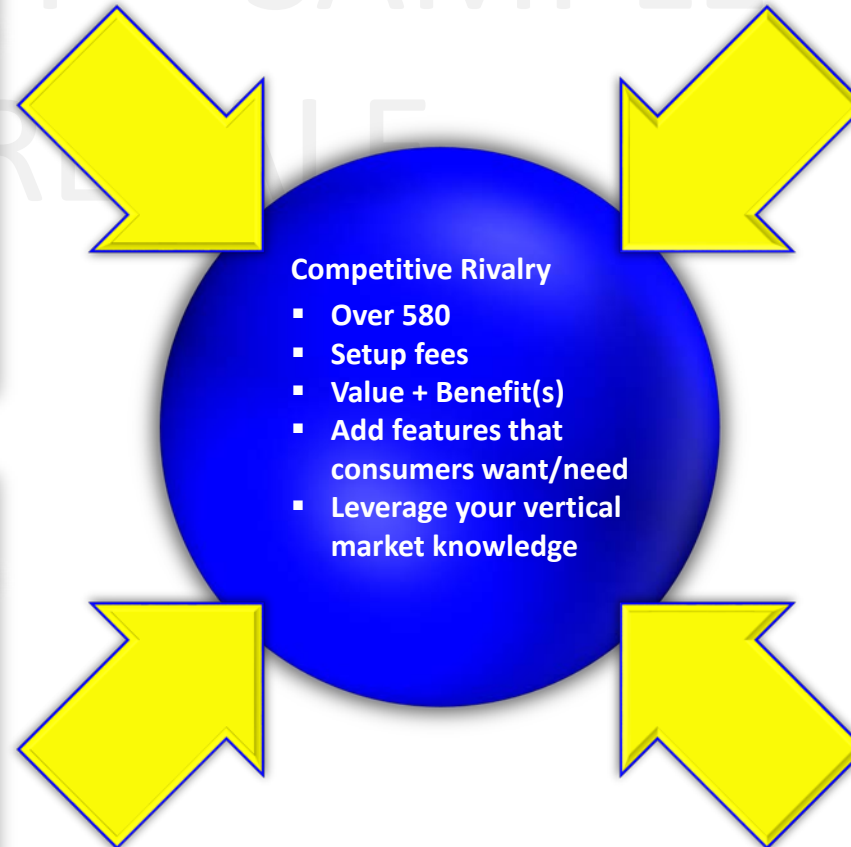 SAMPLE
Competitive Rivalry
▪ Over 580
▪ Setup fees
▪ Value + Benefit(s)
▪ Add features that
consumers want/need
▪ Leverage your vertical
market knowledge